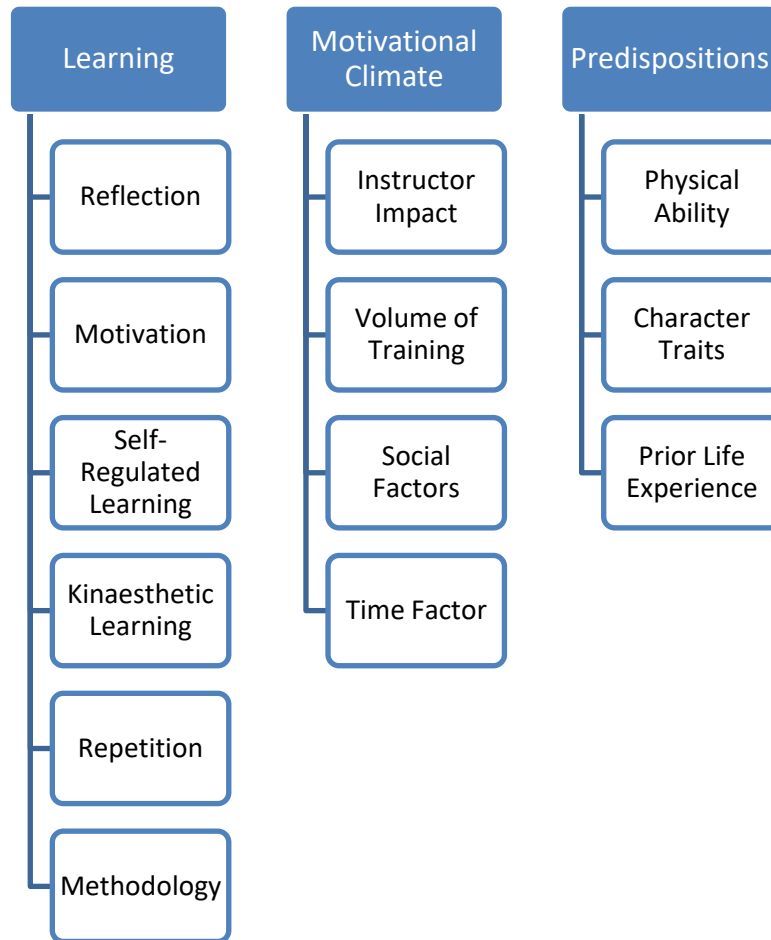 Learning
Reflection
Motivation
Self-
Regulated
Learning
Kinaesthetic
Learning
Repetition
Methodology
Motivational
Climate
Instructor
Impact
Volume of
Training
Social
Factors
Time Factor
Predispositions
Physical
Ability
Character
Traits
Prior Life
Experience